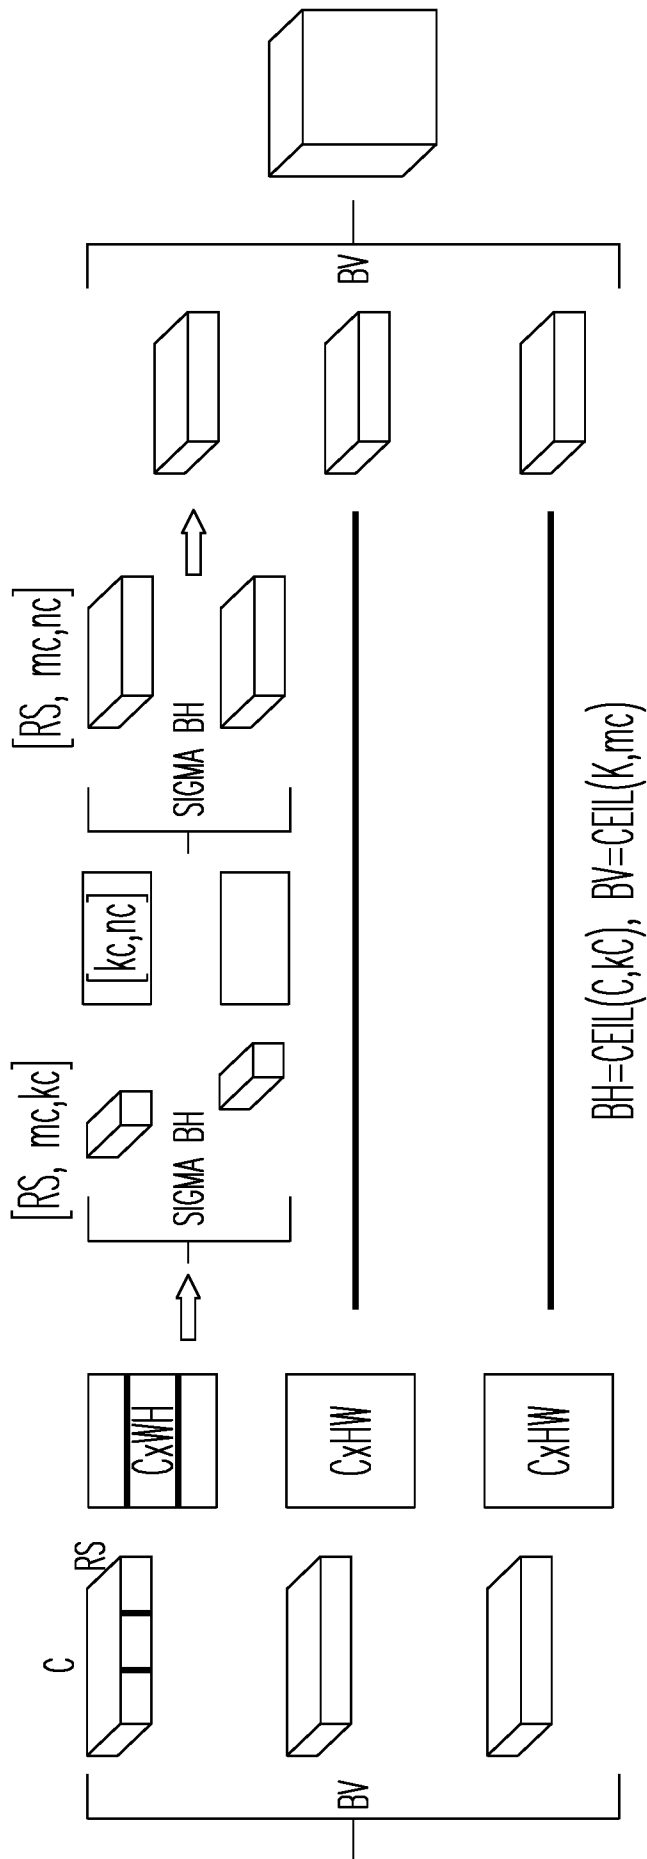 BV
C
RS
CxWH
CxHW
CxHW
[RS, mc,kc]
SIGMA BH
[kc,nc]
SIGMA BH
[RS, mc,nc]
BV
BH=CEIL(C,kC), BV=CEIL(K,mc)